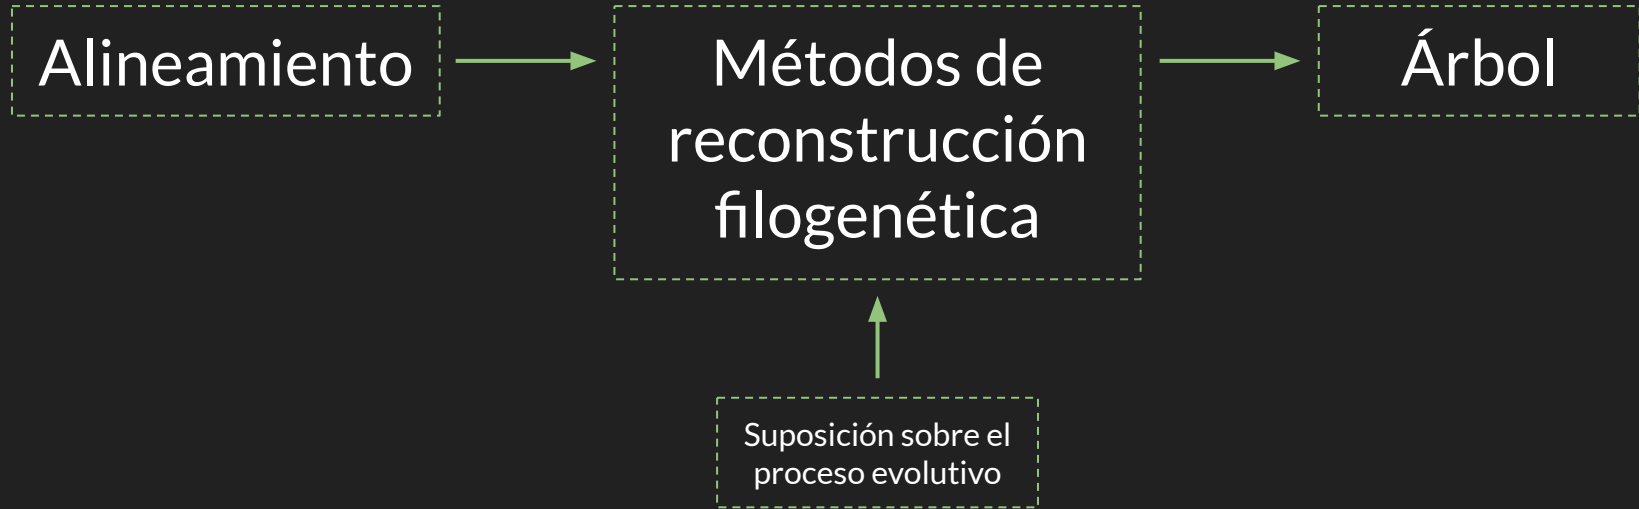 Alineamiento
Métodos de
reconstrucción
filogenética
Árbol
Suposición sobre el
proceso evolutivo